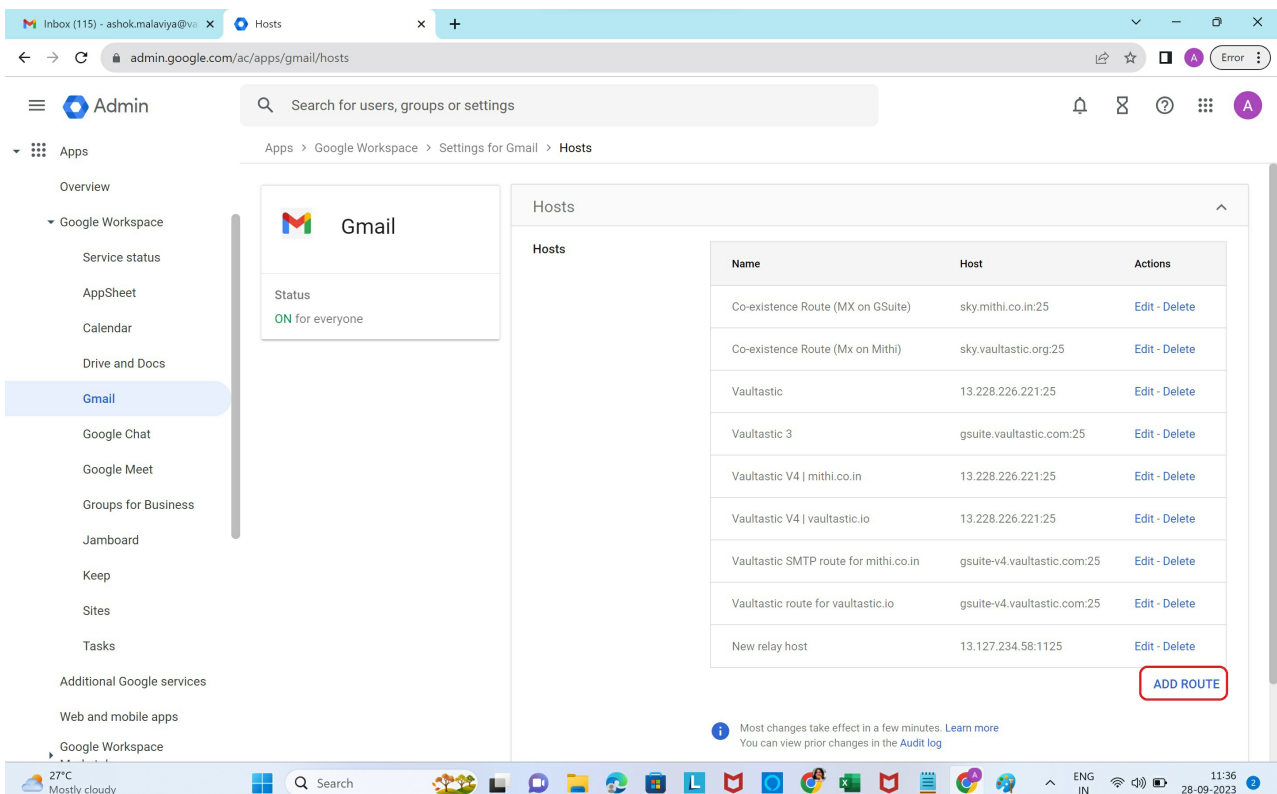 Inbox (115) - ashok.malaviya@va
Hosts
admin.google.com/ac/apps/gmail/hosts
A
Error
Admin
Search for users, groups or settings
A
Apps
Overview
Google Workspace
Service status
AppSheet
Calendar
Drive and Docs
Gmail
Google Chat
Google Meet
Groups for Business
Jamboard
Keep
Sites
Tasks
Additional Google services
Web and mobile apps
Google Workspace
Apps > Google Workspace > Settings for Gmail > Hosts
Gmail
Status
ON for everyone
Hosts
Hosts
Name Host Actions
Co-existence Route (MX on GSuite) sky.mithi.co.in:25 Edit - Delete
Co-existence Route (Mx on Mithi) sky.vaultastic.org:25 Edit - Delete
Vaultastic 13.228.226.221:25 Edit - Delete
Vaultastic 3 gsuite.vaultastic.com:25 Edit - Delete
Vaultastic V4 | mithi.co.in 13.228.226.221:25 Edit - Delete
Vaultastic V4 | vaultastic.io 13.228.226.221:25 Edit - Delete
Vaultastic SMTP route for mithi.co.in gsuite-v4.vaultastic.com:25 Edit - Delete
Vaultastic route for vaultastic.io gsuite-v4.vaultastic.com:25 Edit - Delete
New relay host 13.127.234.58:1125 Edit - Delete
ADD ROUTE
Most changes take effect in a few minutes. Learn more
You can view prior changes in the Audit log
27°C
Mostly cloudy
Search
L
A
ENG
IN
11:36
28-09-2023
2